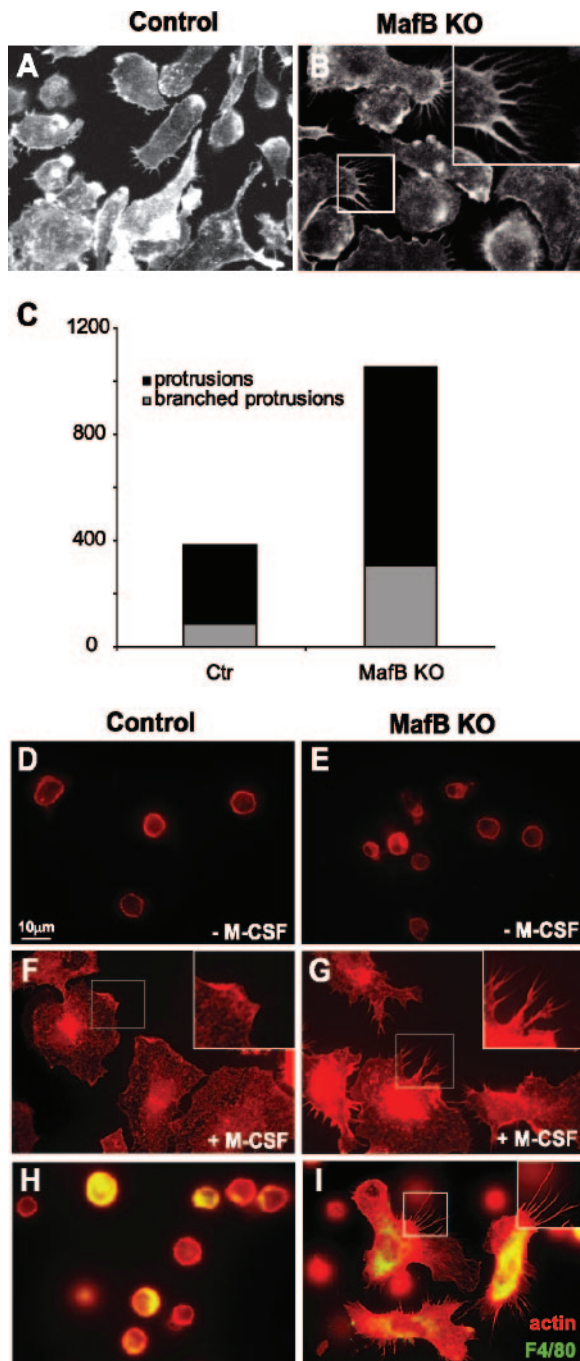 Control MafB KO
A B
C
1200
protrusions
branched protrusions
800
400
0
Ctr MafB KO
Control MafB KO
D E
10μm - M-CSF - M-CSF
F G
+ M-CSF + M-CSF
H I
actin
F4/80